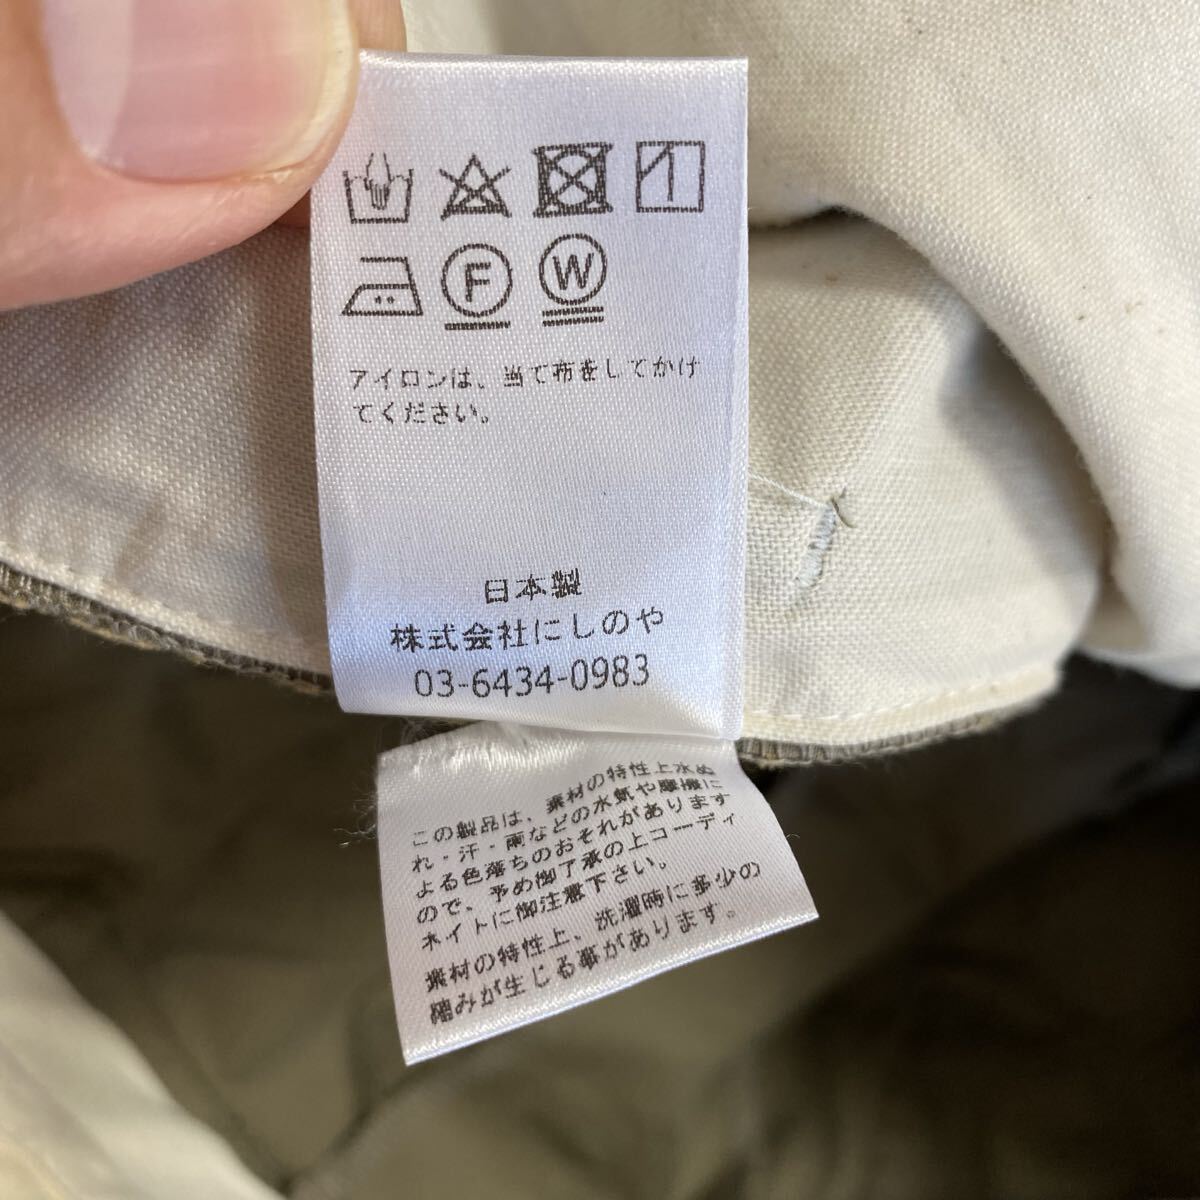 F W
アイロンは、当て布をしてかけ
てください。
日本製
株式会社にしのや
03-6434-0983
この製品は、素材の特性上水ぬ
れ・汗・雨などの水気や摩擦に
よる色落ちのおそれがあります
ので、予め御了承の上コーディ
ネイトに御注意下さい。
素材の特性上、洗濯時に多少の
縮みが生じる事があります。